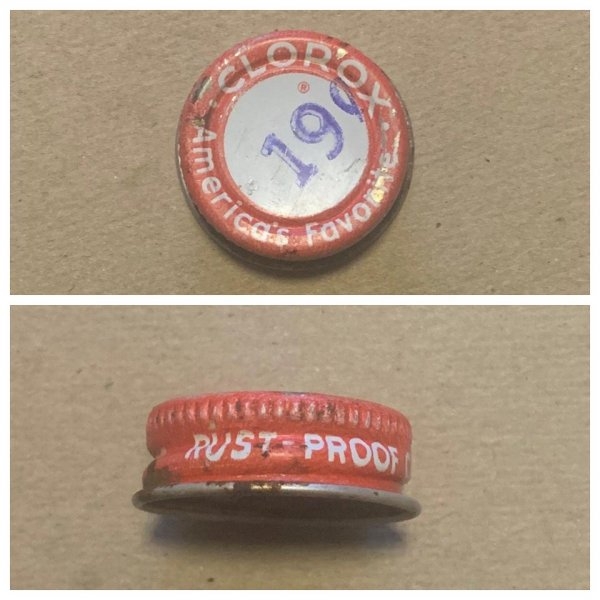 CLOROX
®
19¢
America's Favorite
RUST-PROOF